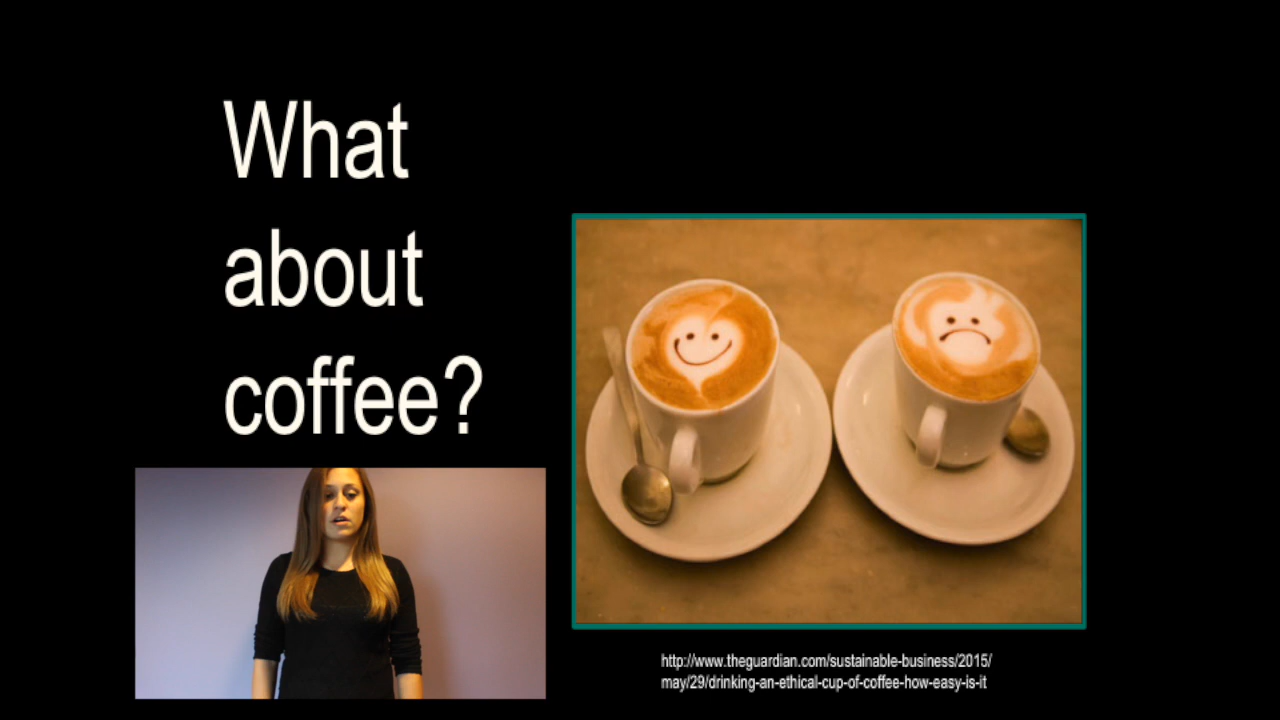 What
about
coffee?
http://www.theguardian.com/sustainable-business/2015/
may/29/drinking-an-ethical-cup-of-coffee-how-easy-is-it